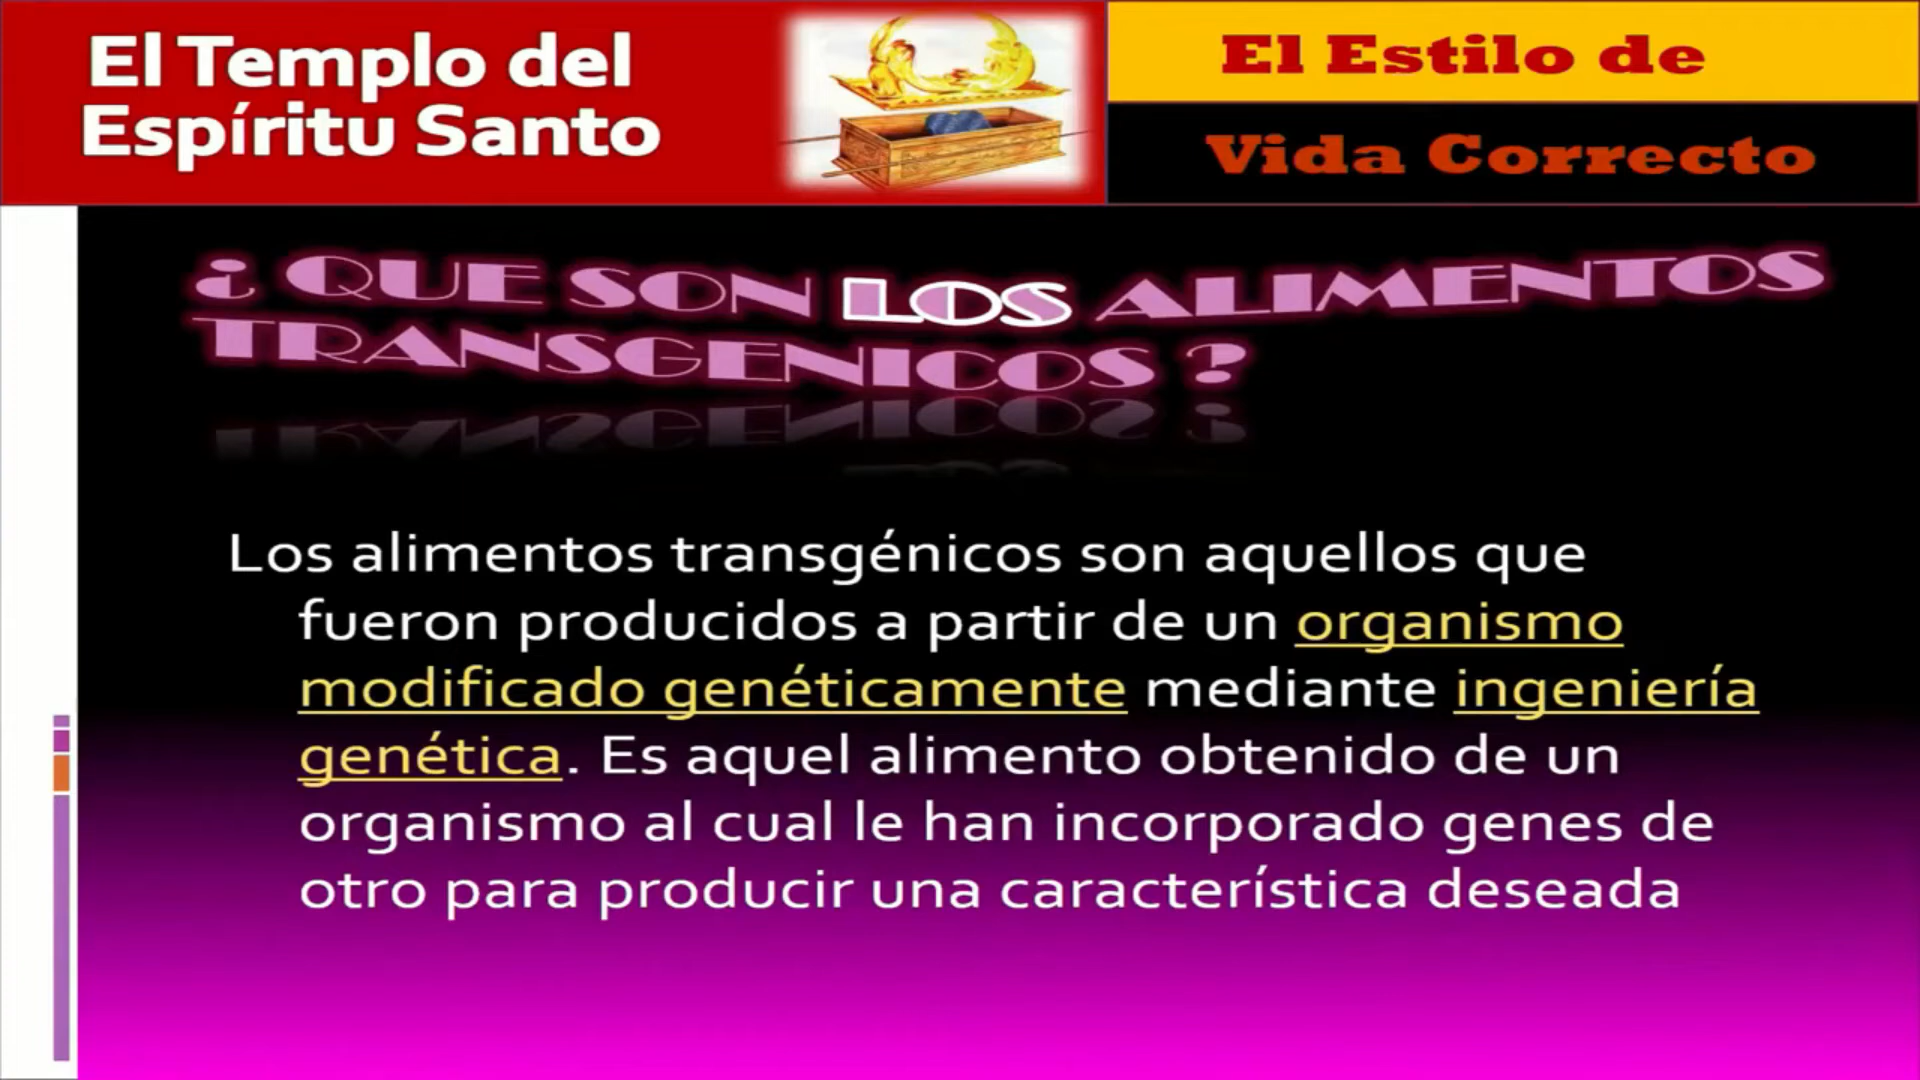 El Templo del
Espíritu Santo
El Estilo de
Vida Correcto
¿ QUE SON LOS ALIMENTOS
TRANSGENICOS ?
Los alimentos transgénicos son aquellos que
fueron producidos a partir de un organismo
modificado genéticamente mediante ingeniería
genética. Es aquel alimento obtenido de un
organismo al cual le han incorporado genes de
otro para producir una característica deseada